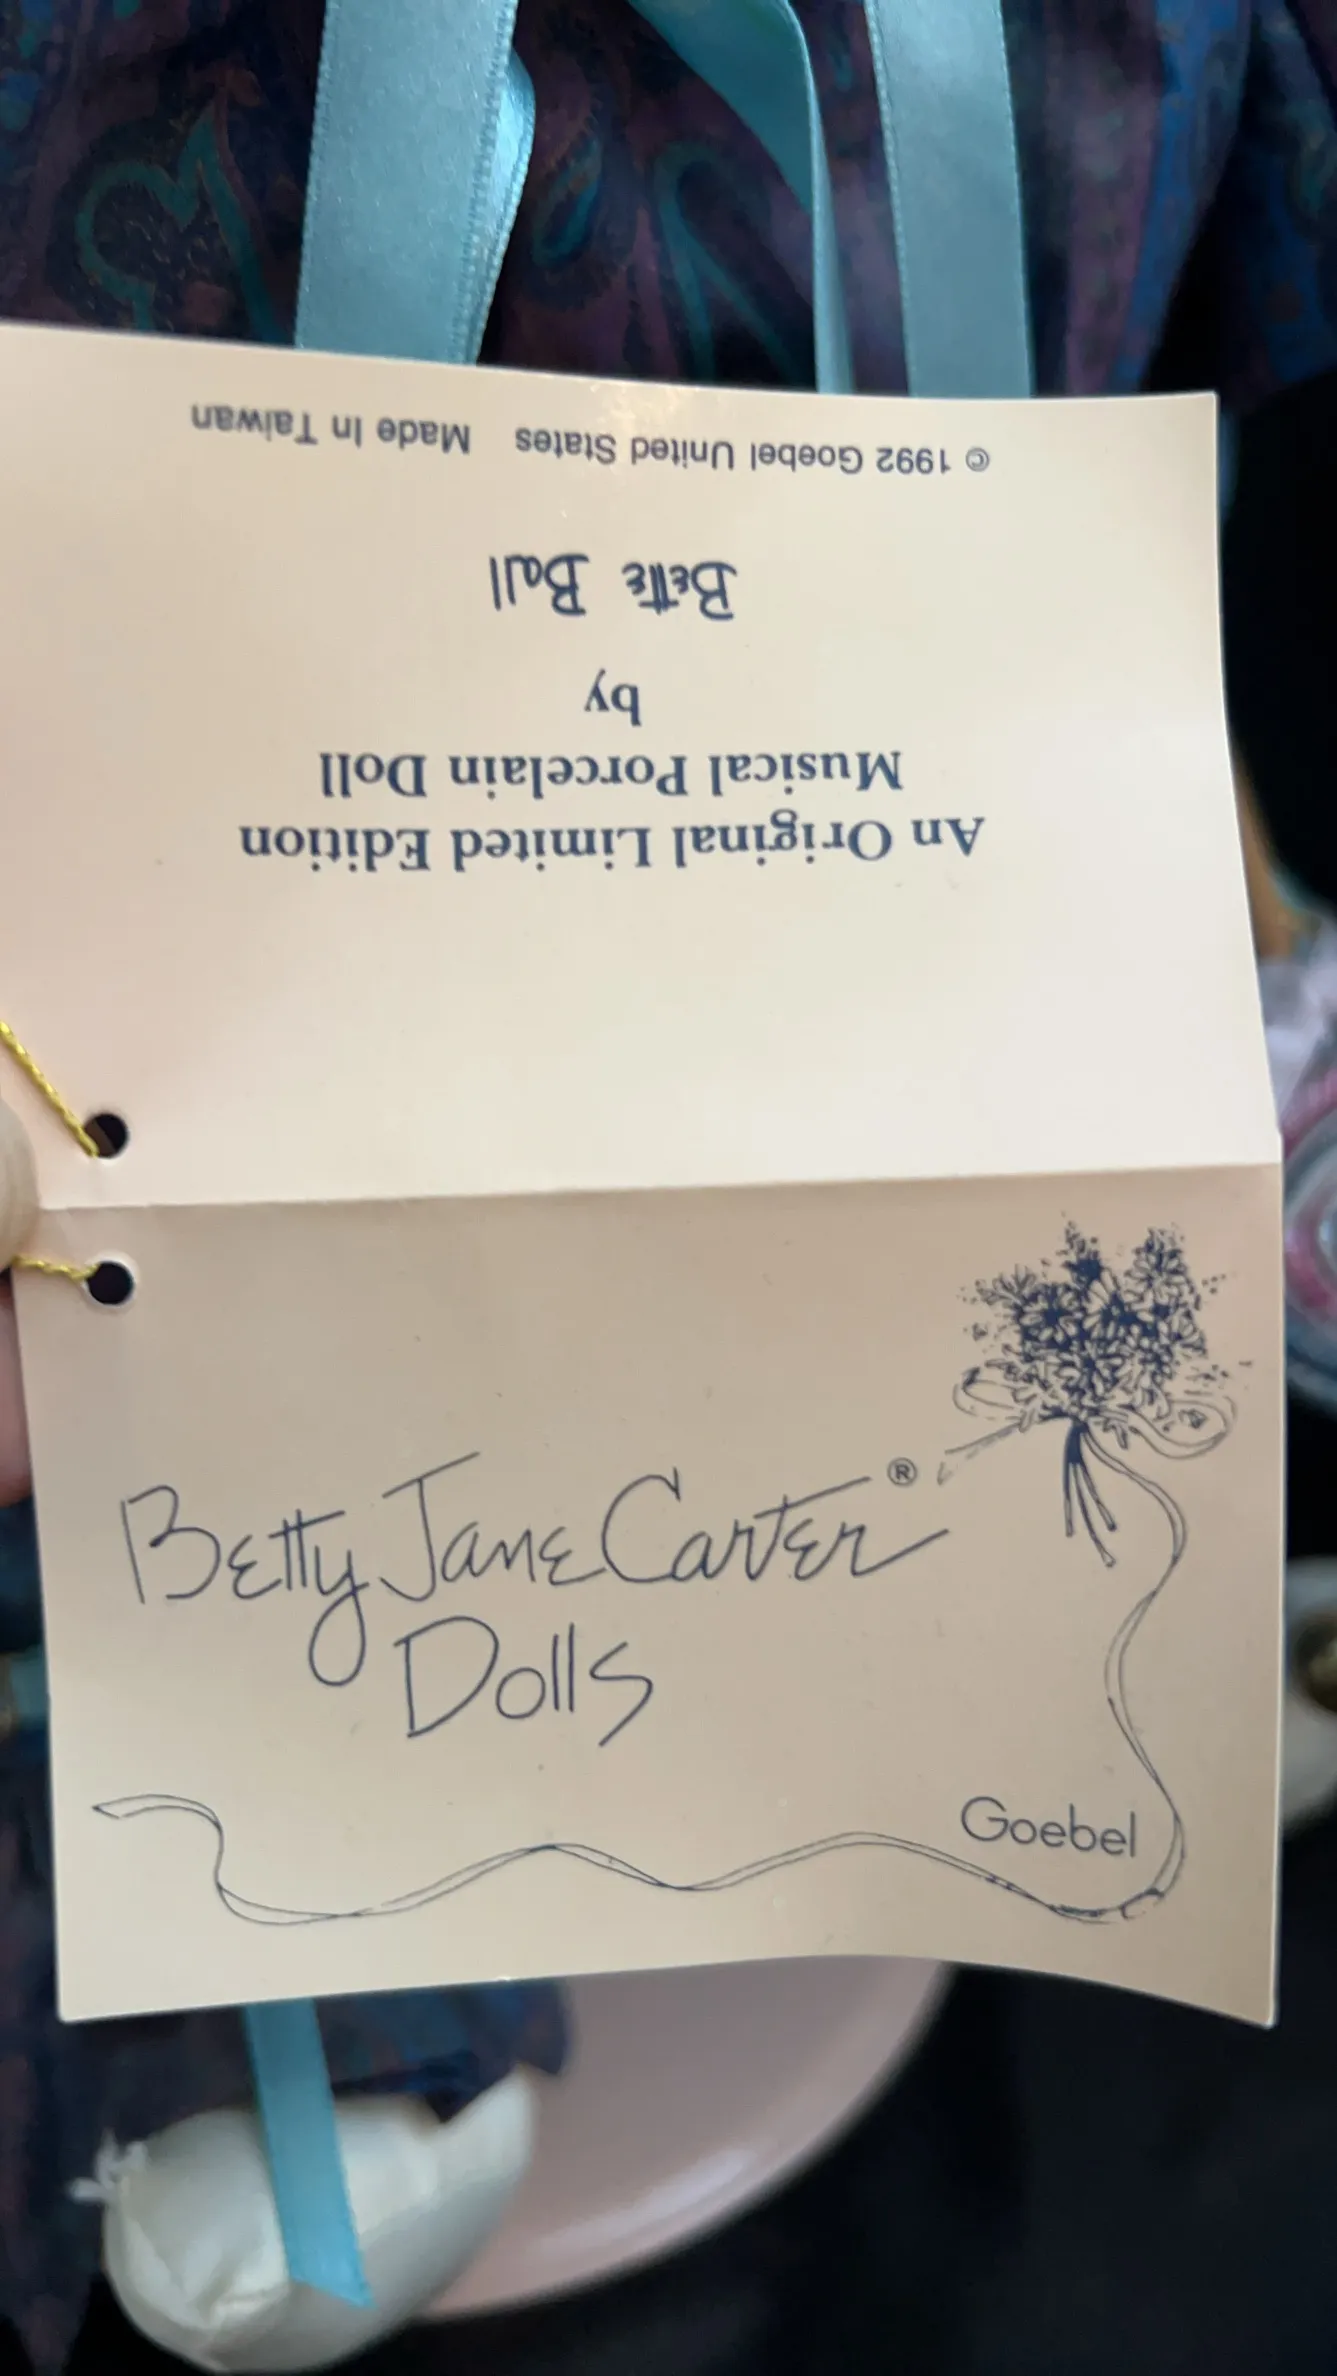 Betty Jane Carter®
Dolls
Goebel
An Original Limited Edition
Musical Porcelain Doll
by
Bette Ball
© 1992 Goebel United States Made In Taiwan